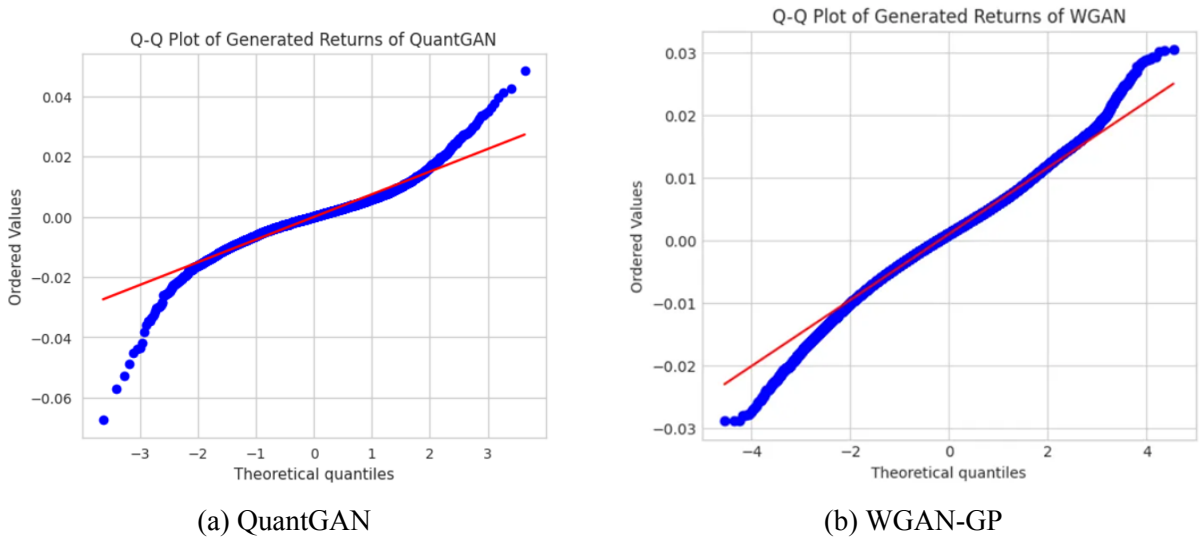 Q-Q Plot of Generated Returns of QuantGAN
Ordered Values
0.04
0.02
0.00
−0.02
−0.04
−0.06
−3 −2 −1 0 1 2 3
Theoretical quantiles
(a) QuantGAN
Q-Q Plot of Generated Returns of WGAN
Ordered Values
0.03
0.02
0.01
0.00
−0.01
−0.02
−0.03
−4 −2 0 2 4
Theoretical quantiles
(b) WGAN-GP